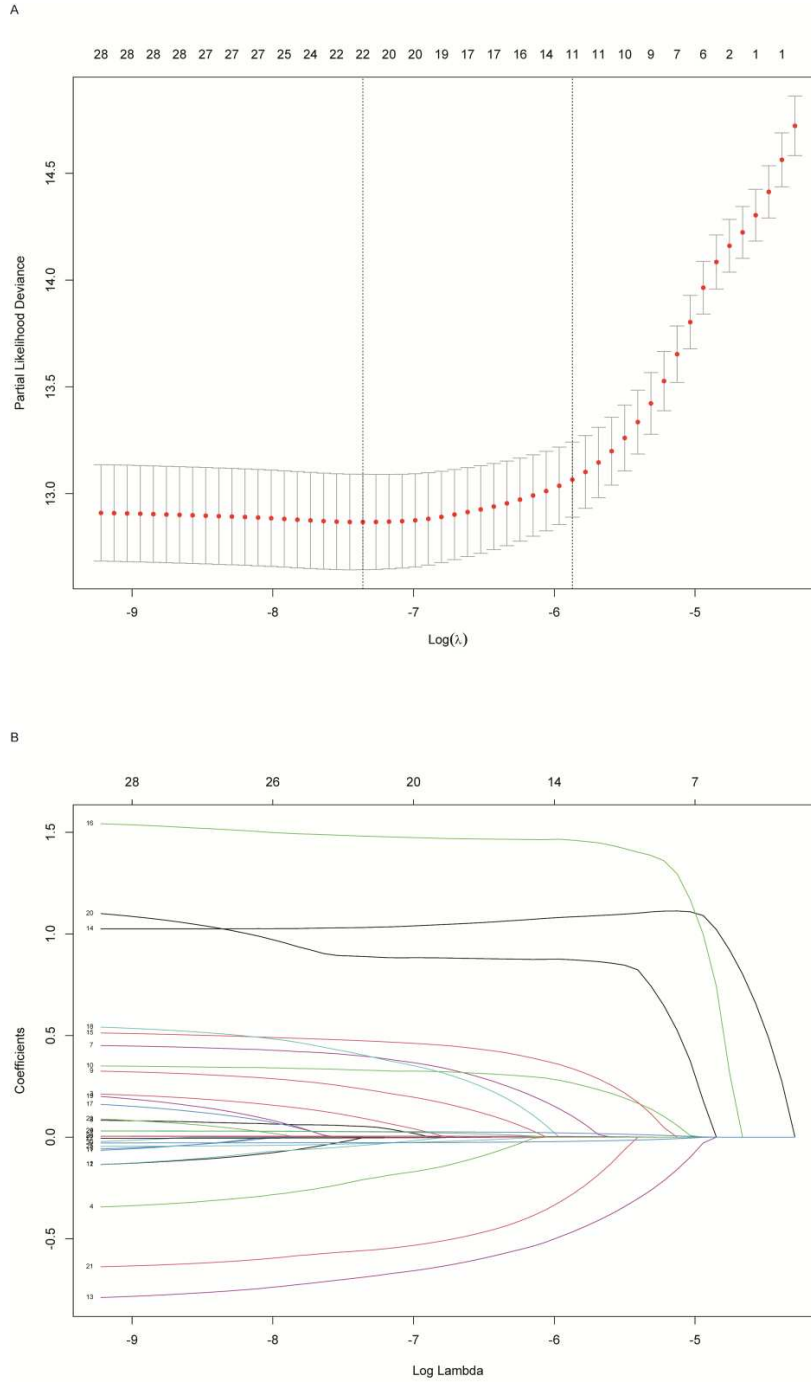 A
28 28 28 28 27 27 27 25 24 22 22 20 20 19 17 17 16 14 11 11 10 9 7 6 2 1 1
14.5
14.0
13.5
13.0
Partial Likelihood Deviance
-9 -8 -7 -6 -5
Log(λ)
B
28 26 20 14 7
1.5
1.0
0.5
0.0
-0.5
Coefficients
16
20
14
7
10
9
17
4
21
13
-9 -8 -7 -6 -5
Log Lambda